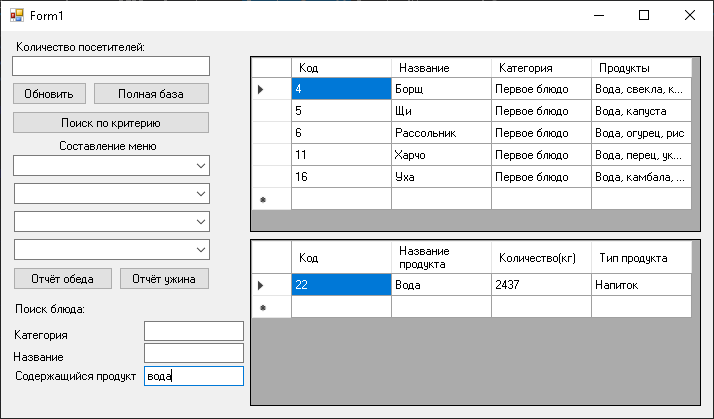 Form1
Количество посетителей:
Обновить Полная база
Поиск по критерию
Составление меню
Отчёт обеда Отчёт ужина
Поиск блюда:
Категория
Название
Содержащийся продукт вода
Код Название Категория Продукты
4 Борщ Первое блюдо Вода, свекла, к...
5 Щи Первое блюдо Вода, капуста
6 Рассольник Первое блюдо Вода, огурец, рис
11 Харчо Первое блюдо Вода, перец, ук...
16 Уха Первое блюдо Вода, камбала, ...
Код Название продукта Количество(кг) Тип продукта
22 Вода 2437 Напиток